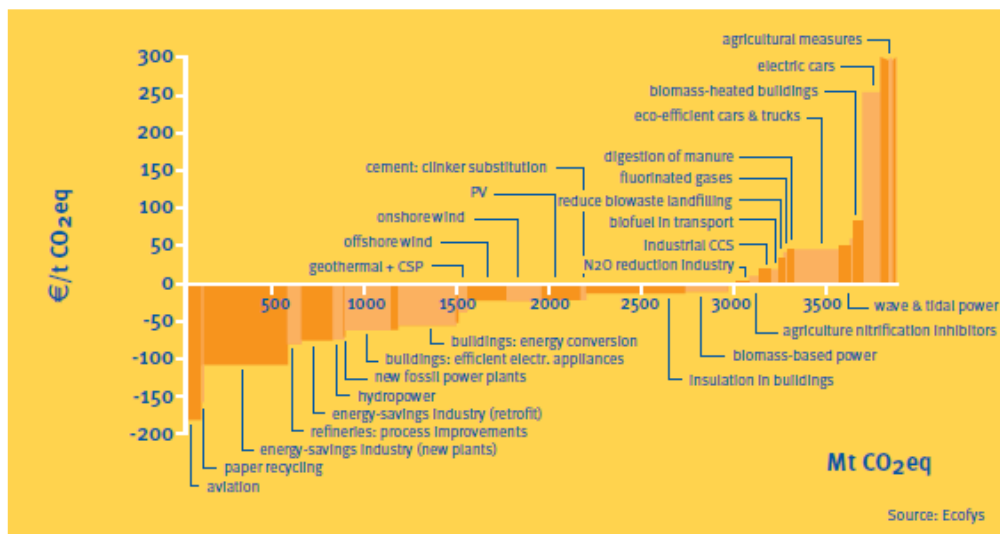 agricultural measures
300
electric cars
250
biomass-heated buildings
200
eco-efficient cars & trucks
150
cement: clinker substitution
digestion of manure
PV
fluorinated gases
100
reduce biowaste landfilling
onshore wind
biofuel in transport
50
offshore wind
industrial CCS
geothermal + CSP
N2O reduction industry
0
€/t CO2eq
500
1000
1500
2000
2500
3000
3500
wave & tidal power
-50
agriculture nitrification inhibitors
buildings: energy conversion
biomass-based power
-100
buildings: efficient electr. appliances
new fossil power plants
insulation in buildings
hydropower
-150
energy-savings industry (retrofit)
refineries: process improvements
-200
energy-savings industry (new plants)
paper recycling
aviation
Mt CO2eq
Source: Ecofys